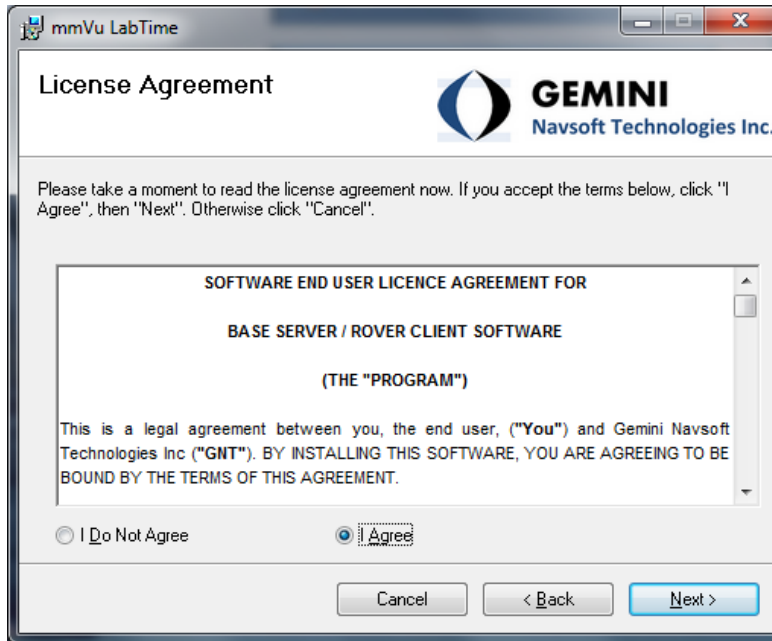 mmVu LabTime
License Agreement
GEMINI
Navsoft Technologies Inc.
Please take a moment to read the license agreement now. If you accept the terms below, click "I
Agree", then "Next". Otherwise click "Cancel".
SOFTWARE END USER LICENCE AGREEMENT FOR
BASE SERVER / ROVER CLIENT SOFTWARE
(THE "PROGRAM")
This is a legal agreement between you, the end user, ("You") and Gemini Navsoft
Technologies Inc ("GNT"). BY INSTALLING THIS SOFTWARE, YOU ARE AGREEING TO BE
BOUND BY THE TERMS OF THIS AGREEMENT.
I Do Not Agree
I Agree
Cancel
< Back
Next >